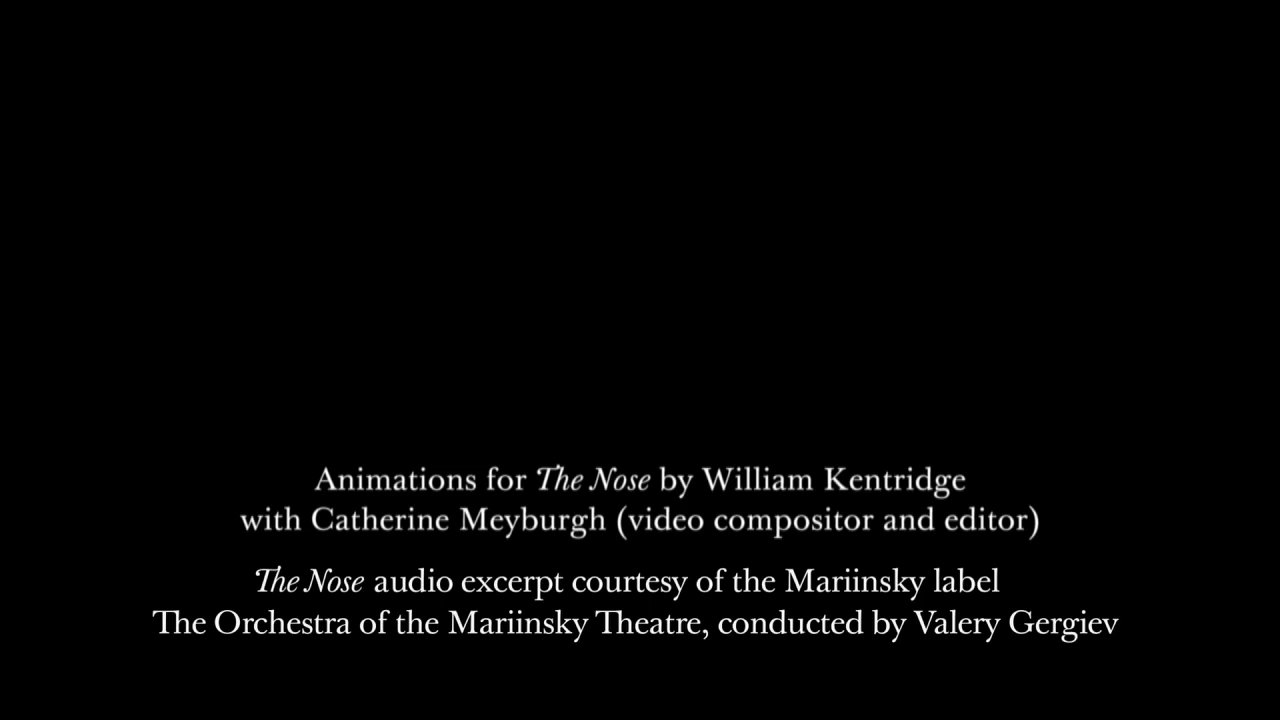 Animations for The Nose by William Kentridge
with Catherine Meyburgh (video compositor and editor)
The Nose audio excerpt courtesy of the Mariinsky label
The Orchestra of the Mariinsky Theatre, conducted by Valery Gergiev